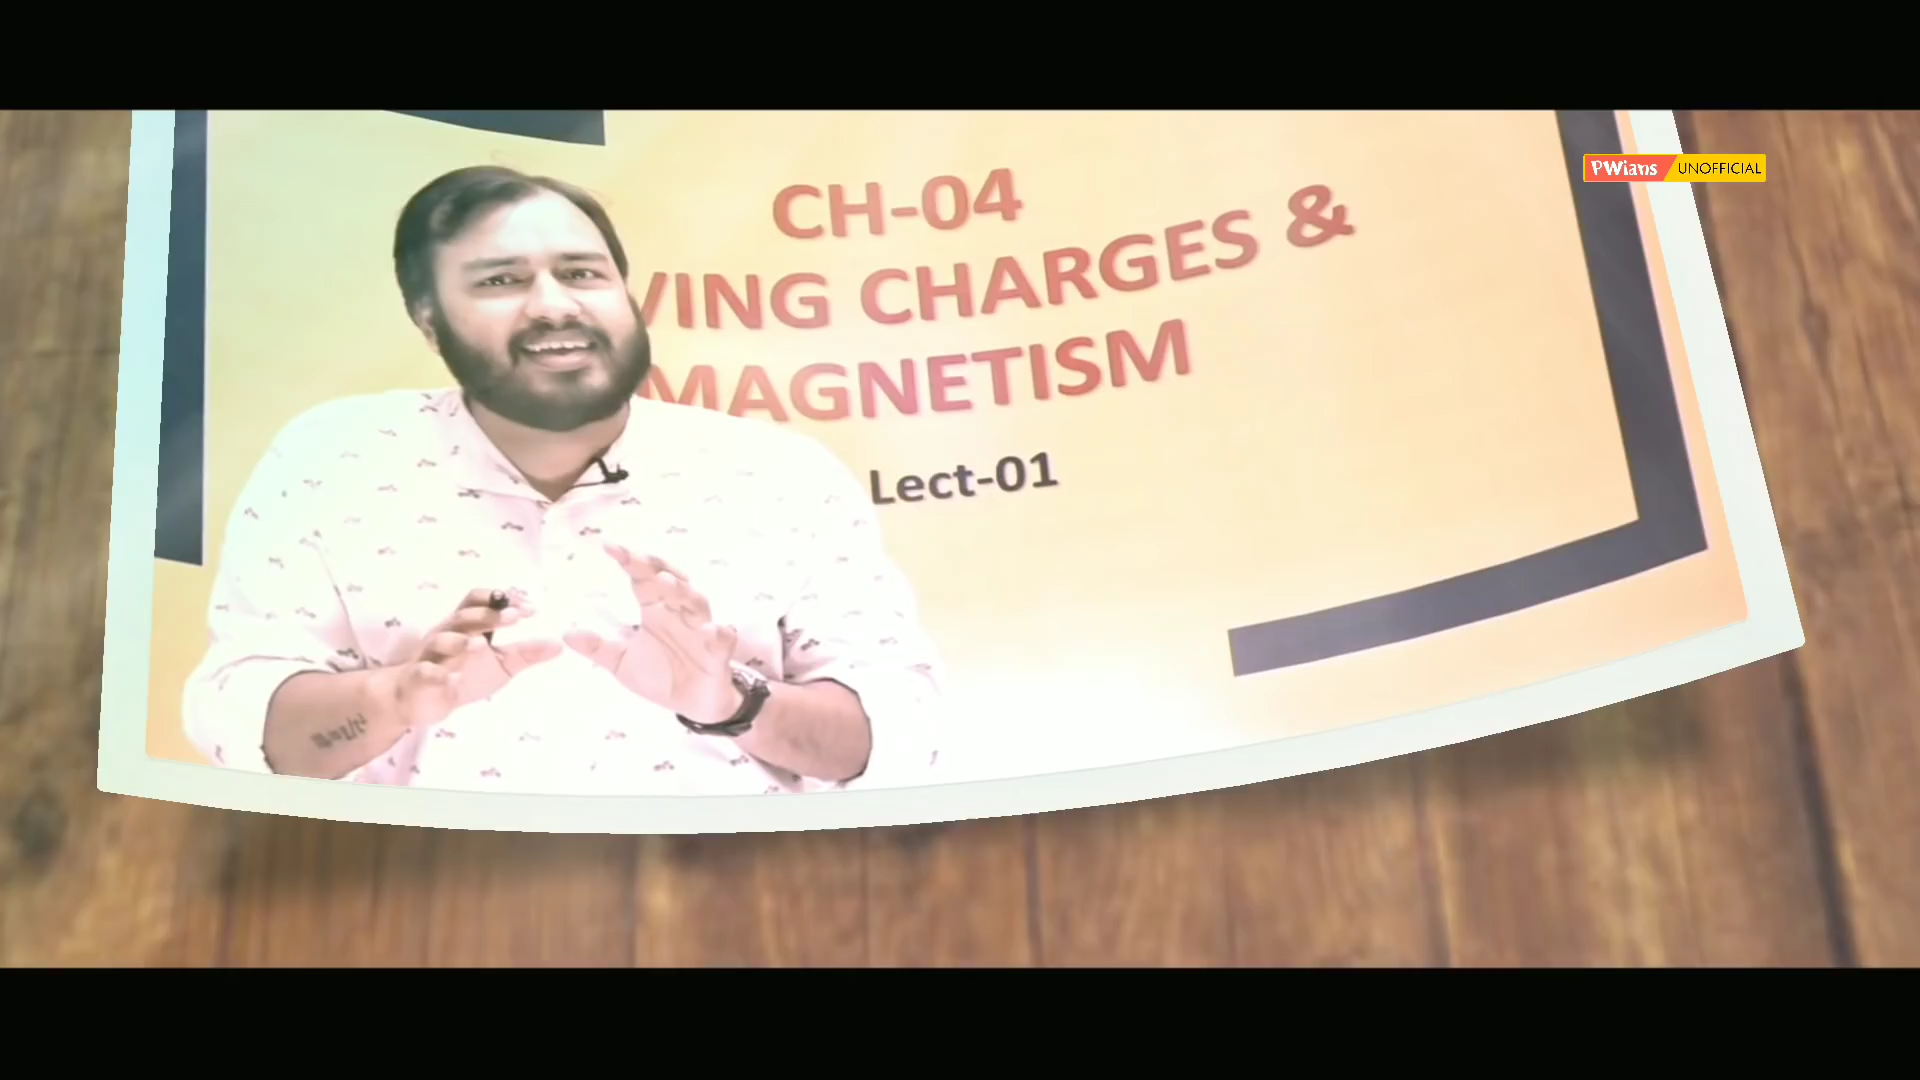 PWians UNOFFICIAL
CH-04
VING CHARGES &
MAGNETISM
Lect-01